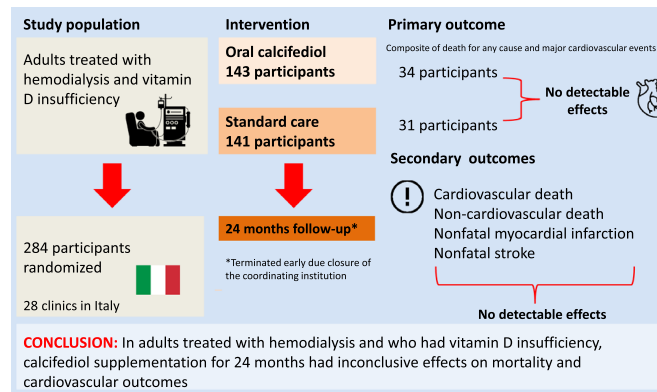 Study population
Adults treated with
hemodialysis and vitamin
D insufficiency
284 participants
randomized
28 clinics in Italy
Intervention
Oral calcifediol
143 participants
Standard care
141 participants
24 months follow-up*
*Terminated early due closure of
the coordinating institution
Primary outcome
Composite of death for any cause and major cardiovascular events
34 participants
31 participants
No detectable
effects
Secondary outcomes
Cardiovascular death
Non-cardiovascular death
Nonfatal myocardial infarction
Nonfatal stroke
No detectable effects
CONCLUSION: In adults treated with hemodialysis and who had vitamin D insufficiency,
calcifediol supplementation for 24 months had inconclusive effects on mortality and
cardiovascular outcomes